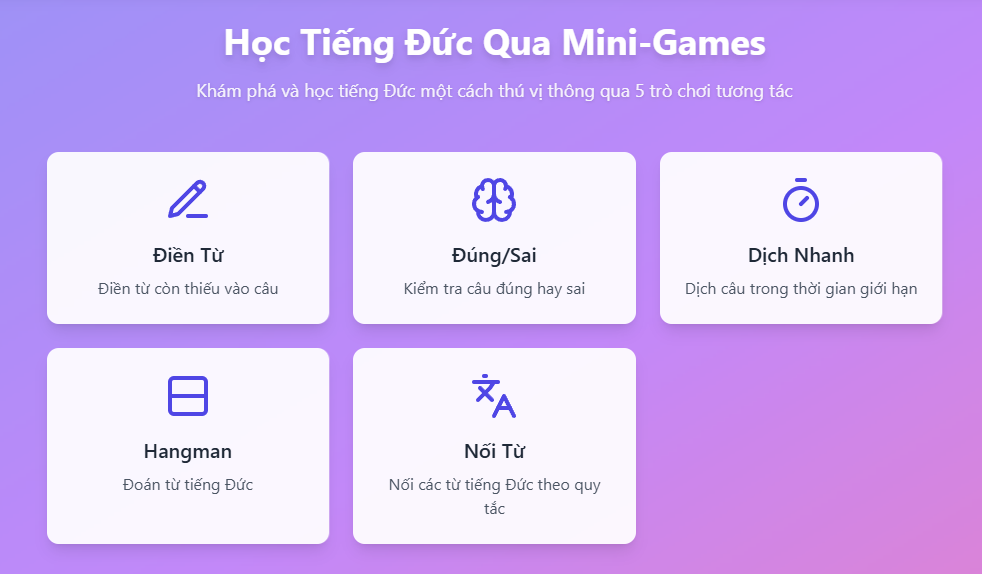 Học Tiếng Đức Qua Mini-Games
Khám phá và học tiếng Đức một cách thú vị thông qua 5 trò chơi tương tác
Điền Từ
Điền từ còn thiếu vào câu
Đúng/Sai
Kiểm tra câu đúng hay sai
Dịch Nhanh
Dịch câu trong thời gian giới hạn
Hangman
Đoán từ tiếng Đức
Nối Từ
Nối các từ tiếng Đức theo quy
tắc